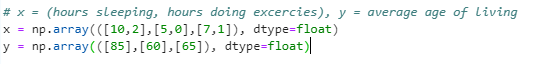 # x = (hours sleeping, hours doing excercies), y = average age of living
x = np.array(([10,2],[5,0],[7,1]), dtype=float)
y = np.array(([85],[60],[65]), dtype=float)